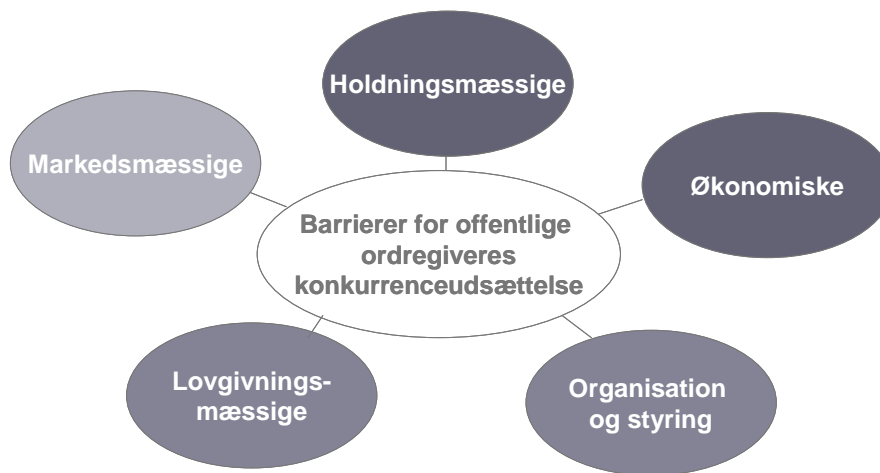 Holdningsmæssige
Markedsmæssige
Økonomiske
Barrierer for offentlige
ordregiveres
konkurrenceudsættelse
Lovgivnings-
mæssige
Organisation
og styring